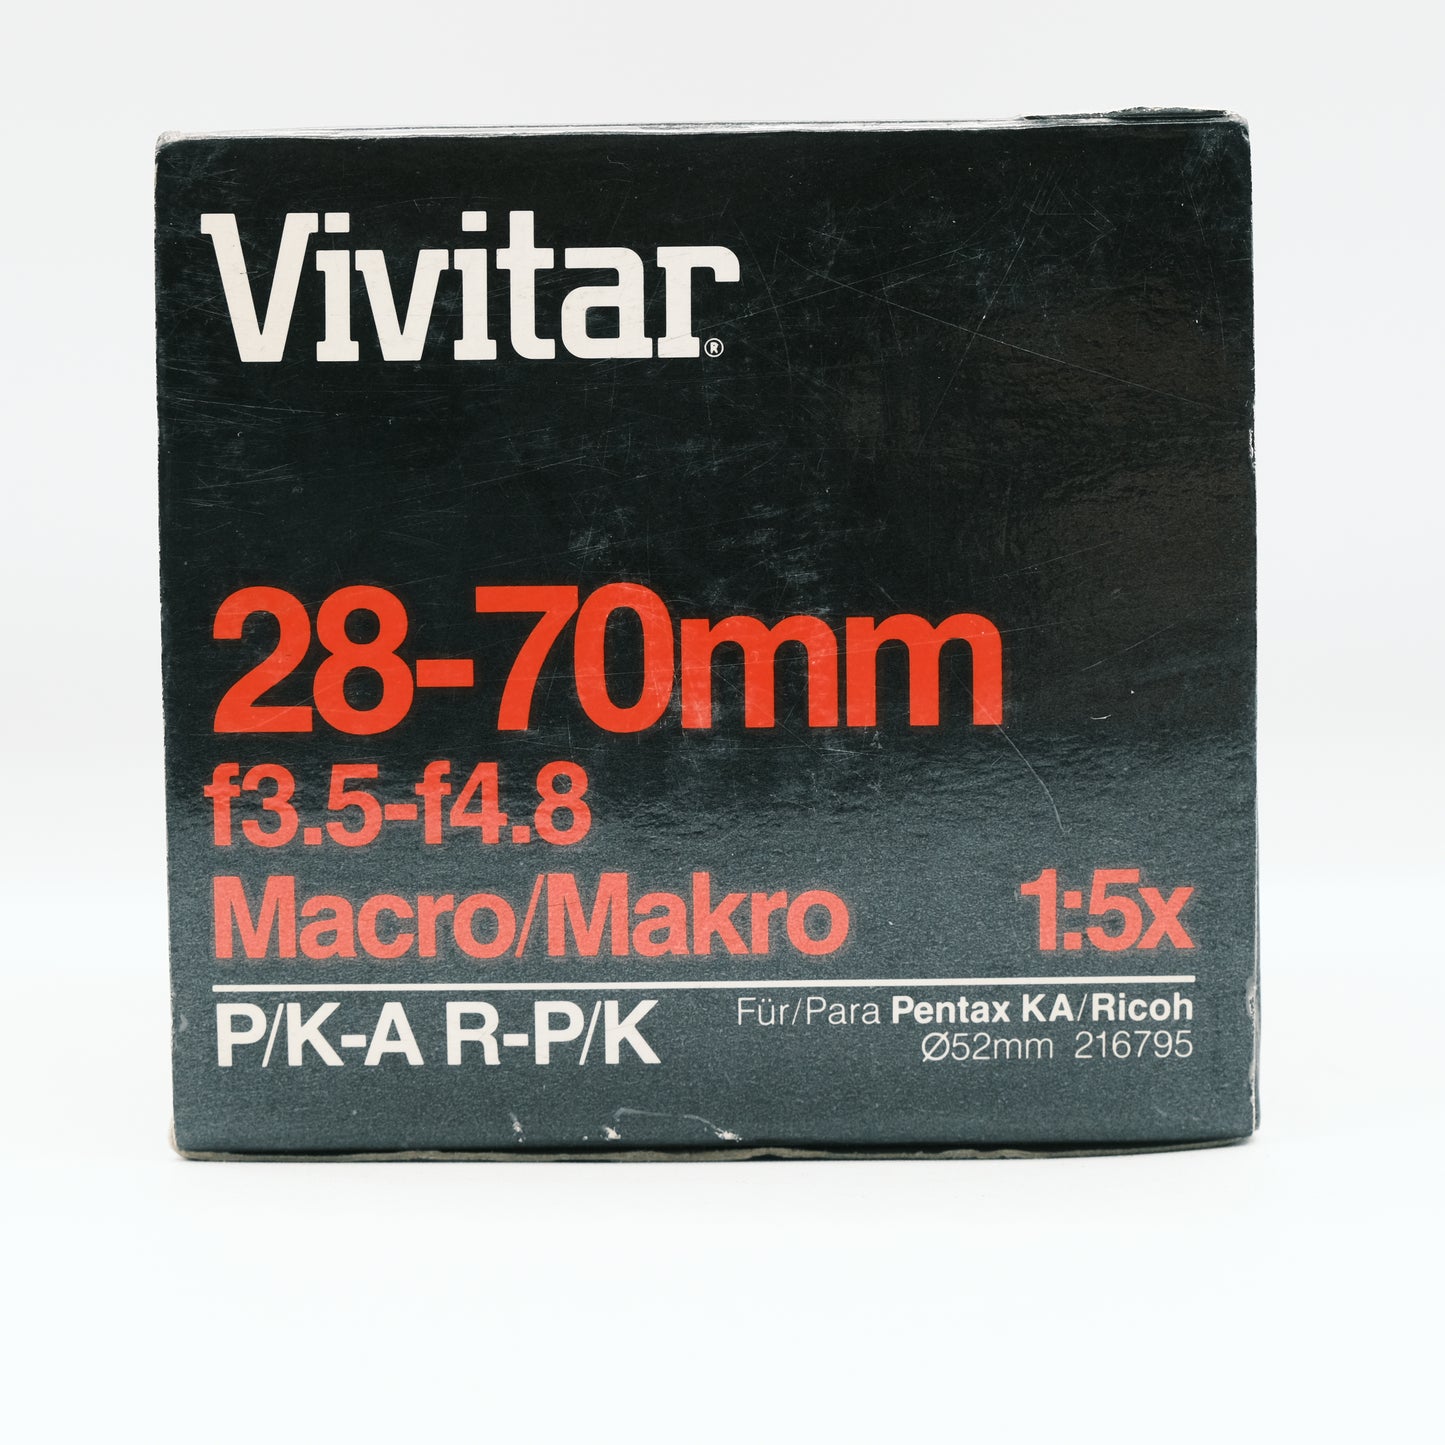 Vivitar®
28-70mm
f3.5-f4.8
Macro/Makro 1:5x
P/K-A R-P/K Für/Para Pentax KA/Ricoh
Ø52mm 216795